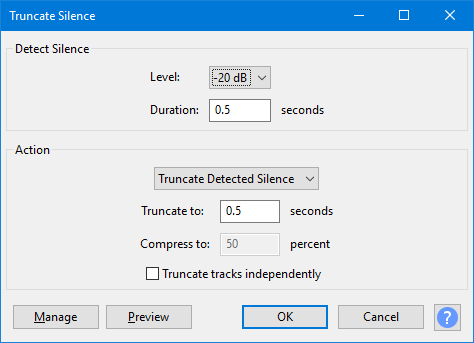 Truncate Silence
Detect Silence
Level: -20 dB
Duration: 0.5 seconds
Action
Truncate Detected Silence
Truncate to: 0.5 seconds
Compress to: 50 percent
Truncate tracks independently
Manage Preview OK Cancel ?